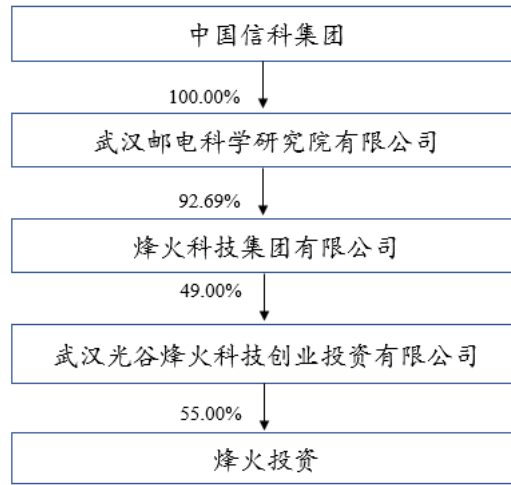 中国信科集团
100.00%
武汉邮电科学研究院有限公司
92.69%
烽火科技集团有限公司
49.00%
武汉光谷烽火科技创业投资有限公司
55.00%
烽火投资